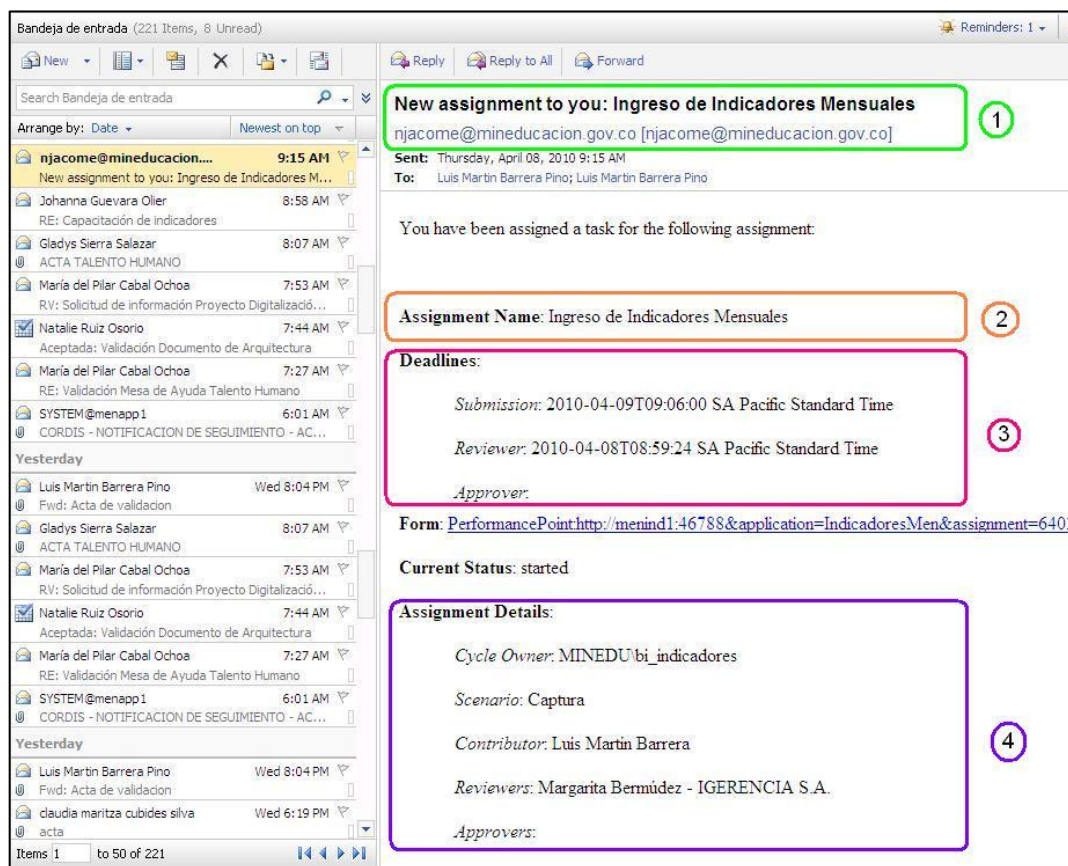 Bandeja de entrada (221 Items, 8 Unread)
Reminders: 1
New
Search Bandeja de entrada
Arrange by: Date
Newest on top
njacome@mineducacion.... 9:15 AM
New assignment to you: Ingreso de Indicadores M...
Johanna Guevara Olier 8:58 AM
RE: Capacitación de indicadores
Gladys Sierra Salazar 8:07 AM
ACTA TALENTO HUMANO
María del Pilar Cabal Ochoa 7:53 AM
RV: Solicitud de información Proyecto Digitalizació...
Natalie Ruiz Osorio 7:44 AM
Aceptada: Validación Documento de Arquitectura
María del Pilar Cabal Ochoa 7:27 AM
RE: Validación Mesa de Ayuda Talento Humano
SYSTEM@menapp1 6:01 AM
CORDIS - NOTIFICACION DE SEGUIMIENTO - AC...
Yesterday
Luis Martin Barrera Pino Wed 8:04 PM
Fwd: Acta de validacion
Gladys Sierra Salazar 8:07 AM
ACTA TALENTO HUMANO
María del Pilar Cabal Ochoa 7:53 AM
RV: Solicitud de información Proyecto Digitalizació...
Natalie Ruiz Osorio 7:44 AM
Aceptada: Validación Documento de Arquitectura
María del Pilar Cabal Ochoa 7:27 AM
RE: Validación Mesa de Ayuda Talento Humano
SYSTEM@menapp1 6:01 AM
CORDIS - NOTIFICACION DE SEGUIMIENTO - AC...
Yesterday
Luis Martin Barrera Pino Wed 8:04 PM
Fwd: Acta de validacion
claudia maritza cubides silva Wed 6:19 PM
acta
Items 1 to 50 of 221
Reply Reply to All Forward
New assignment to you: Ingreso de Indicadores Mensuales
njacome@mineducacion.gov.co [njacome@mineducacion.gov.co]
1
Sent: Thursday, April 08, 2010 9:15 AM
To: Luis Martin Barrera Pino; Luis Martin Barrera Pino
You have been assigned a task for the following assignment:
Assignment Name: Ingreso de Indicadores Mensuales
2
Deadlines:
Submission: 2010-04-09T09:06:00 SA Pacific Standard Time
Reviewer: 2010-04-08T08:59:24 SA Pacific Standard Time
Approver:
3
Form: PerformancePoint:http://menind1:46788&application=IndicadoresMen&assignment=640
Current Status: started
Assignment Details:
Cycle Owner: MINEDU\bi_indicadores
Scenario: Captura
Contributor: Luis Martin Barrera
Reviewers: Margarita Bermúdez - IGERENCIA S.A.
Approvers:
4